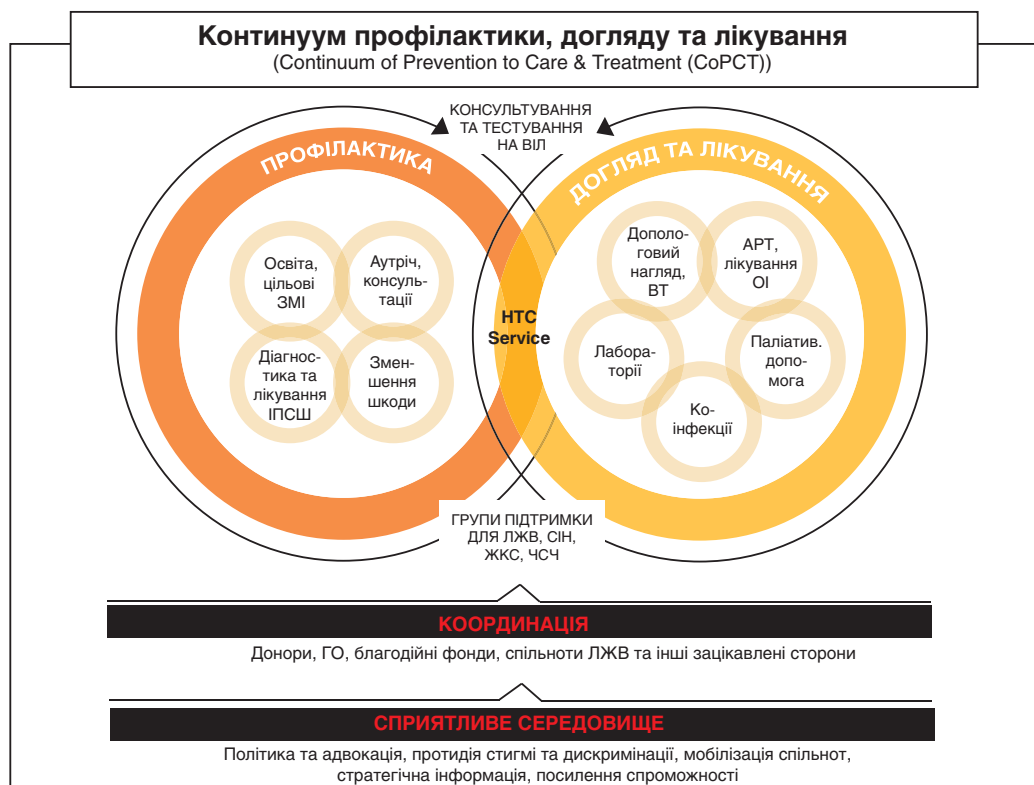 Континуум профілактики, догляду та лікування
(Continuum of Prevention to Care & Treatment (CoPCT))
КОНСУЛЬТУВАННЯ
ТА ТЕСТУВАННЯ
НА ВІЛ
ПРОФІЛАКТИКА
Освіта,
цільові
ЗМІ
Аутріч,
консуль-
тації
Діагнос-
тика та
лікування
ІПСШ
Змен-
шення
шкоди
HTC
Service
ДОГЛЯД ТА ЛІКУВАННЯ
Дополо-
говий
нагляд,
ВТ
АРТ,
лікування
ОІ
Лабора-
торії
Паліатив.
допо-
мога
Ко-
інфекції
ГРУПИ ПІДТРИМКИ
ДЛЯ ЛЖВ, СІН,
ЖКС, ЧСЧ
КООРДИНАЦІЯ
Донори, ГО, благодійні фонди, спільноти ЛЖВ та інші зацікавлені сторони
СПРИЯТЛИВЕ СЕРЕДОВИЩЕ
Політика та адвокація, протидія стигмі та дискримінації, мобілізація спільнот,
стратегічна інформація, посилення спроможності